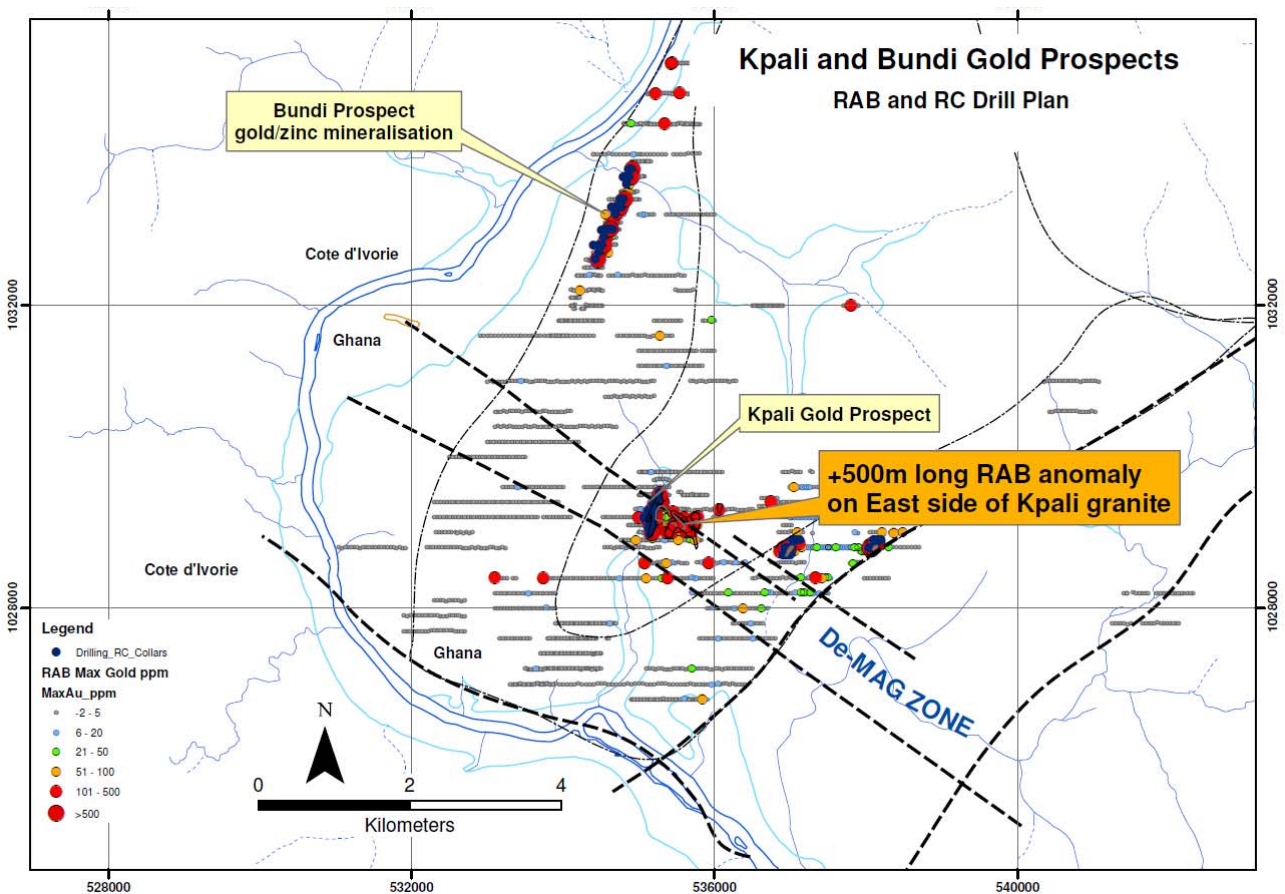 Kpali and Bundi Gold Prospects
RAB and RC Drill Plan
Bundi Prospect
gold/zinc mineralisation
Cote d'Ivorie
Ghana
1032000
1032000
Kpali Gold Prospect
+500m long RAB anomaly
on East side of Kpali granite
Cote d'Ivorie
1028000
1028000
Ghana
De-MAG ZONE
Legend
Drilling_RC_Collars
RAB Max Gold ppm
MaxAu_ppm
-2 - 5
6 - 20
21 - 50
51 - 100
101 - 500
>500
N
0 2 4
Kilometers
528000 532000 536000 540000